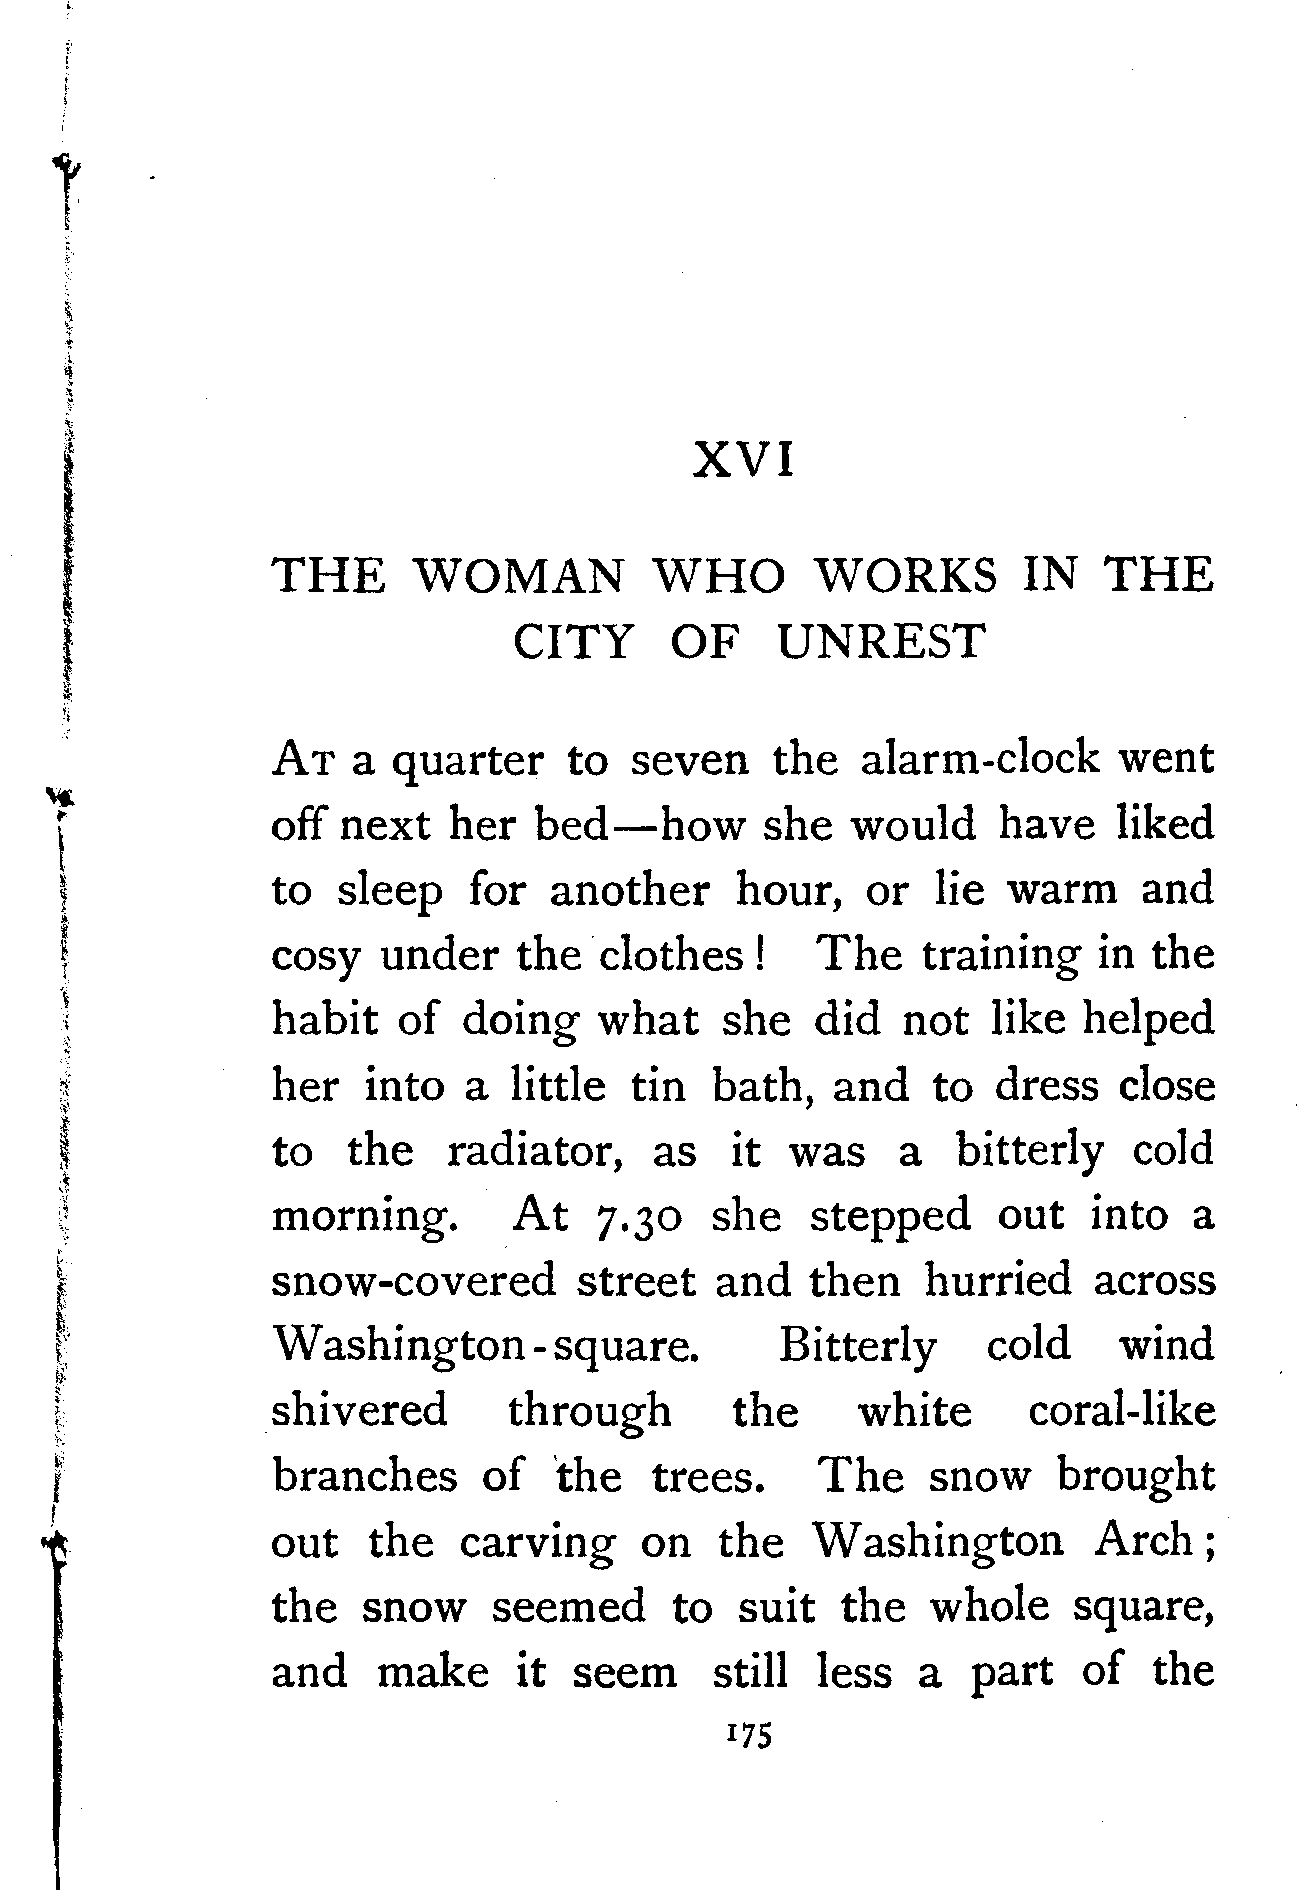 XVI
THE WOMAN WHO WORKS IN THE
CITY OF UNREST
AT a quarter to seven the alarm-clock went
off next her bed—how she would have liked
to sleep for another hour, or lie warm and
cosy under the clothes! The training in the
habit of doing what she did not like helped
her into a little tin bath, and to dress close
to the radiator, as it was a bitterly cold
morning. At 7.30 she stepped out into a
snow-covered street and then hurried across
Washington-square. Bitterly cold wind
shivered through the white coral-like
branches of the trees. The snow brought
out the carving on the Washington Arch;
the snow seemed to suit the whole square,
and make it seem still less a part of the
175